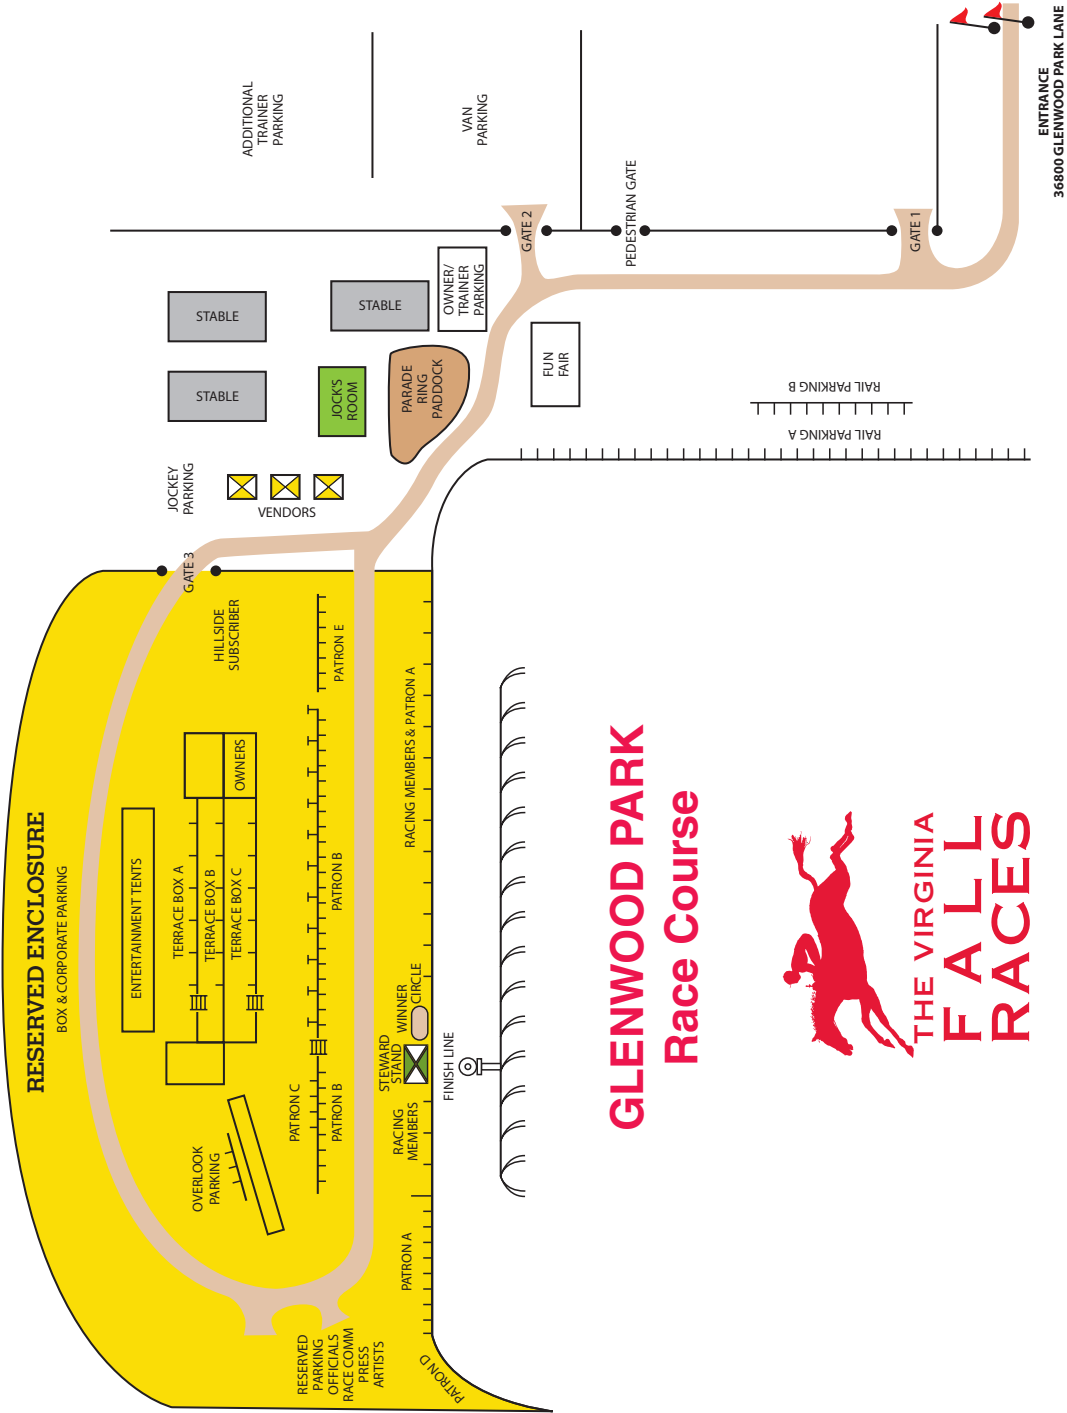 RESERVED ENCLOSURE
BOX & CORPORATE PARKING
ENTERTAINMENT TENTS
TERRACE BOX A
TERRACE BOX B
TERRACE BOX C
OWNERS
HILLSIDE
SUBSCRIBER
GATE 3
JOCKEY
PARKING
VENDORS
STABLE
STABLE
STABLE
JOCK'S
ROOM
PARADE
RING
PADDOCK
OWNER/
TRAINER
PARKING
ADDITIONAL
TRAINER
PARKING
VAN
PARKING
GATE 2
PEDESTRIAN GATE
GATE 1
FUN
FAIR
ENTRANCE
36800 GLENWOOD PARK LANE
RAIL PARKING B
RAIL PARKING A
OVERLOOK
PARKING
PATRON C
PATRON B
PATRON B
PATRON E
RESERVED
PARKING
OFFICIALS
RACE COMM
PRESS
ARTISTS
PATRON D
PATRON A
RACING
MEMBERS
STEWARD
STAND
WINNER
CIRCLE
RACING MEMBERS & PATRON A
FINISH LINE
GLENWOOD PARK
Race Course
THE VIRGINIA
FALL
RACES